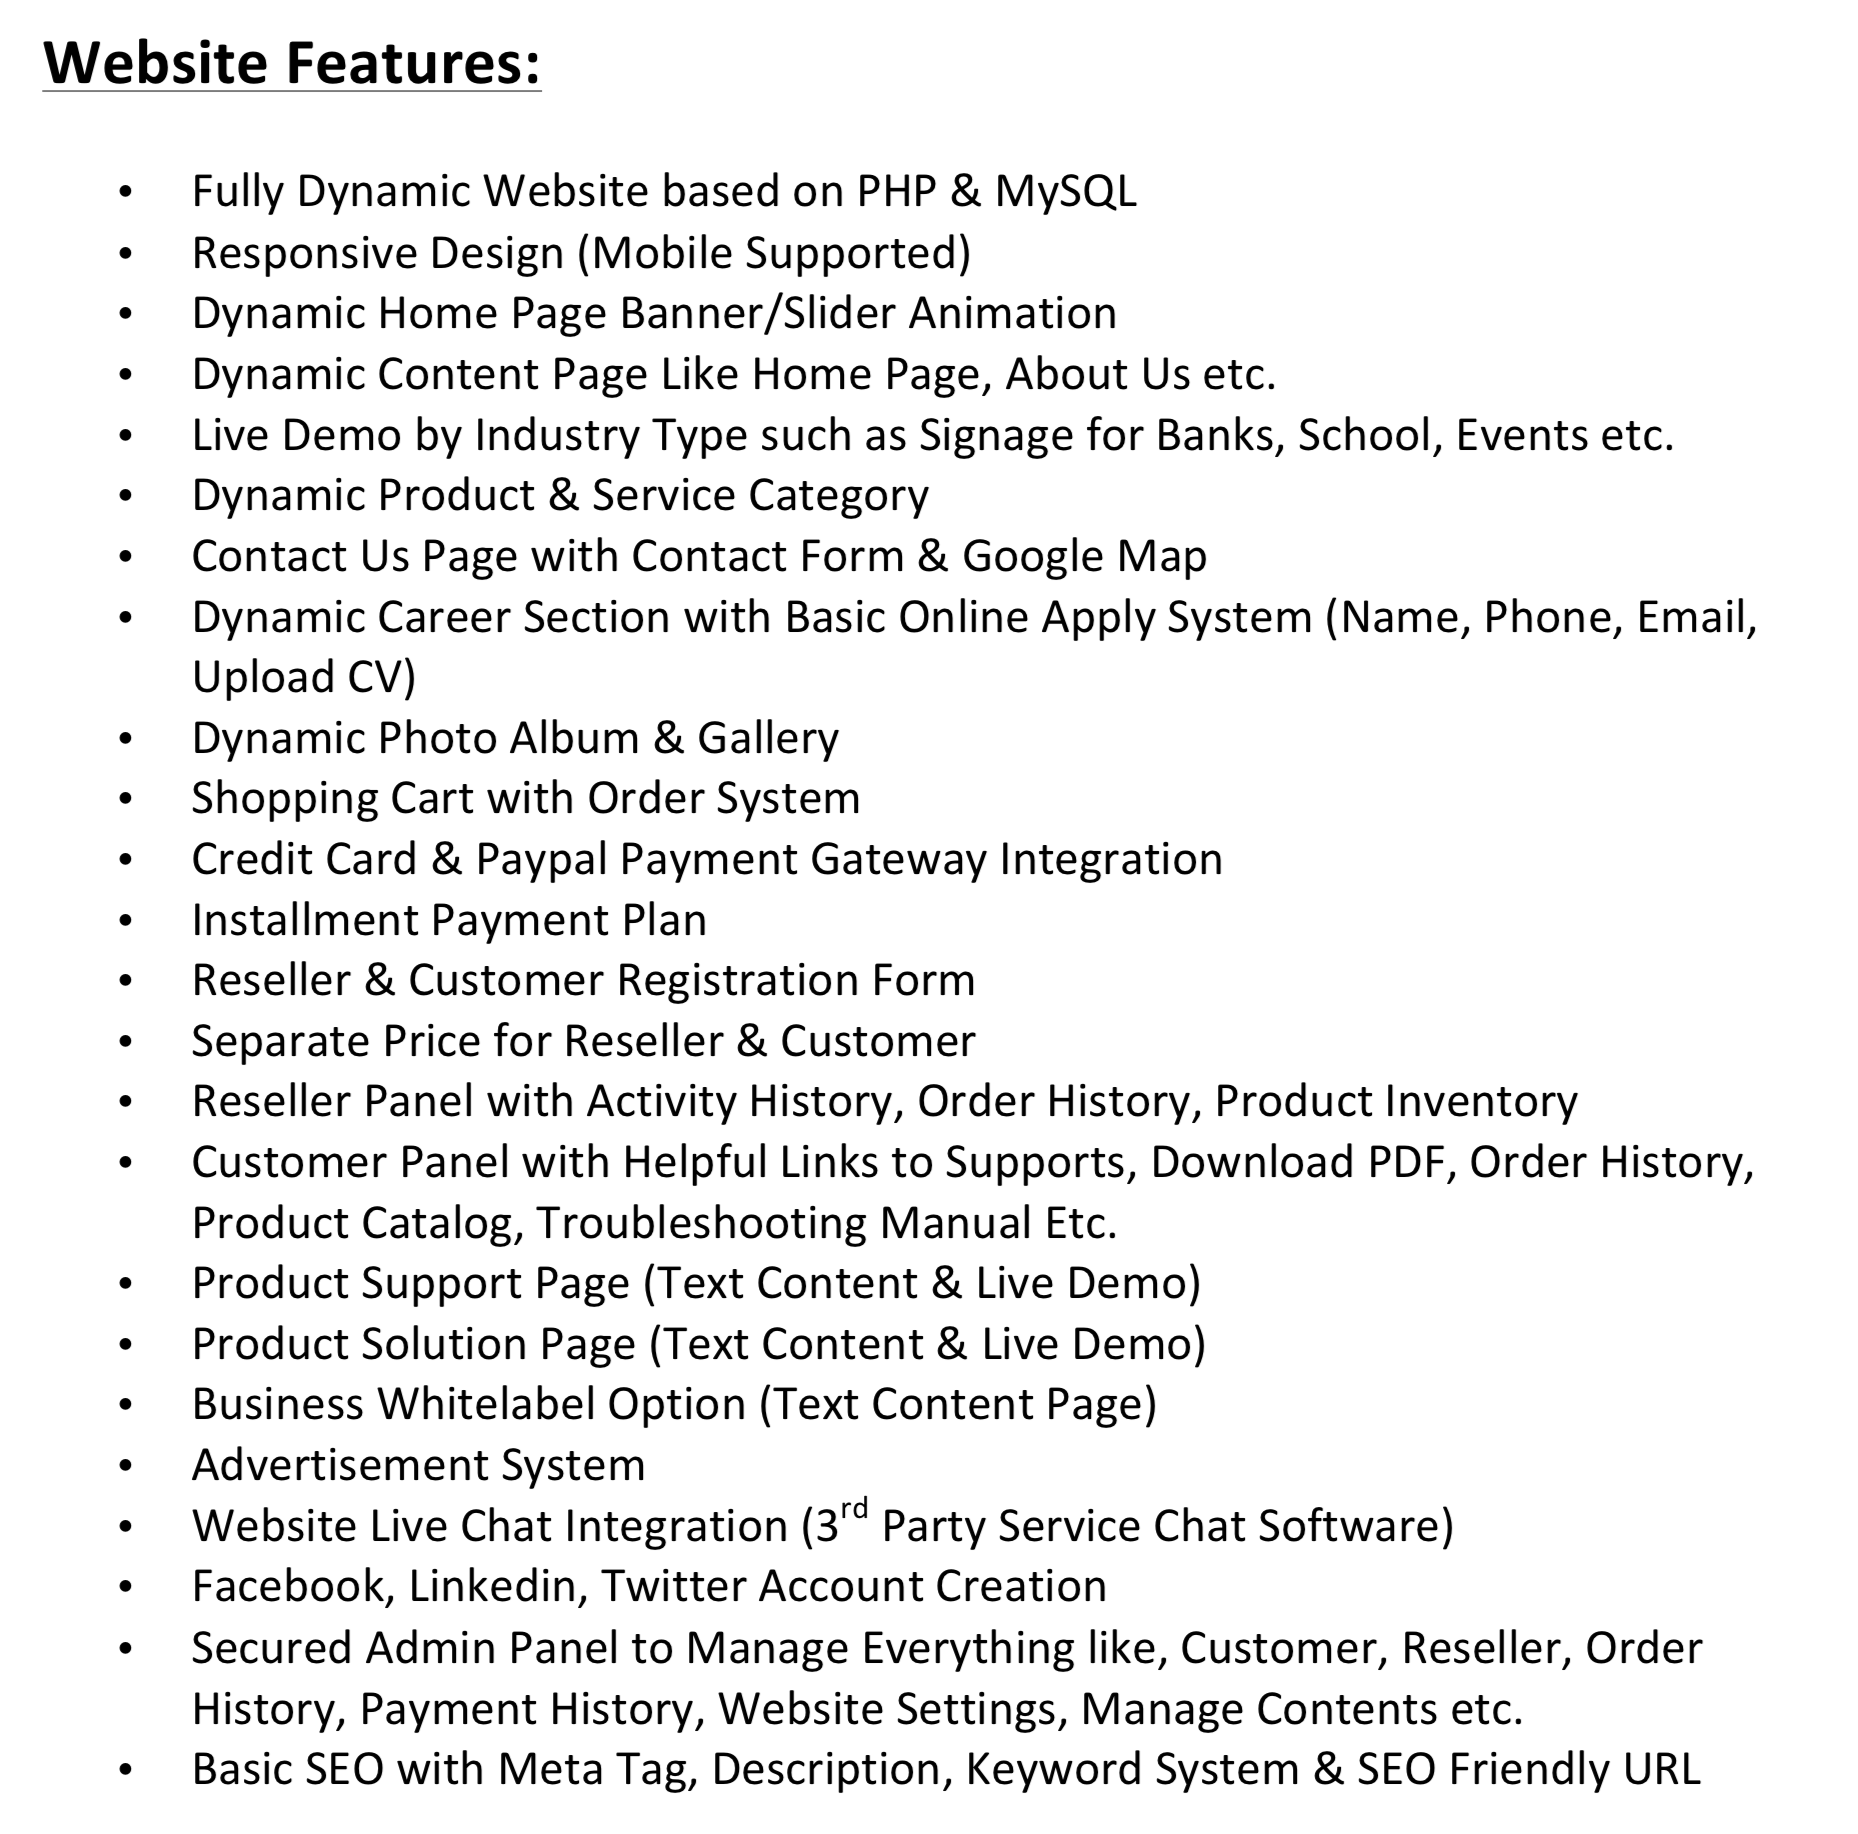 Website Features:
• Fully Dynamic Website based on PHP & MySQL
• Responsive Design (Mobile Supported)
• Dynamic Home Page Banner/Slider Animation
• Dynamic Content Page Like Home Page, About Us etc.
• Live Demo by Industry Type such as Signage for Banks, School, Events etc.
• Dynamic Product & Service Category
• Contact Us Page with Contact Form & Google Map
• Dynamic Career Section with Basic Online Apply System (Name, Phone, Email,
Upload CV)
• Dynamic Photo Album & Gallery
• Shopping Cart with Order System
• Credit Card & Paypal Payment Gateway Integration
• Installment Payment Plan
• Reseller & Customer Registration Form
• Separate Price for Reseller & Customer
• Reseller Panel with Activity History, Order History, Product Inventory
• Customer Panel with Helpful Links to Supports, Download PDF, Order History,
Product Catalog, Troubleshooting Manual Etc.
• Product Support Page (Text Content & Live Demo)
• Product Solution Page (Text Content & Live Demo)
• Business Whitelabel Option (Text Content Page)
• Advertisement System
• Website Live Chat Integration (3rd Party Service Chat Software)
• Facebook, Linkedin, Twitter Account Creation
• Secured Admin Panel to Manage Everything like, Customer, Reseller, Order
History, Payment History, Website Settings, Manage Contents etc.
• Basic SEO with Meta Tag, Description, Keyword System & SEO Friendly URL